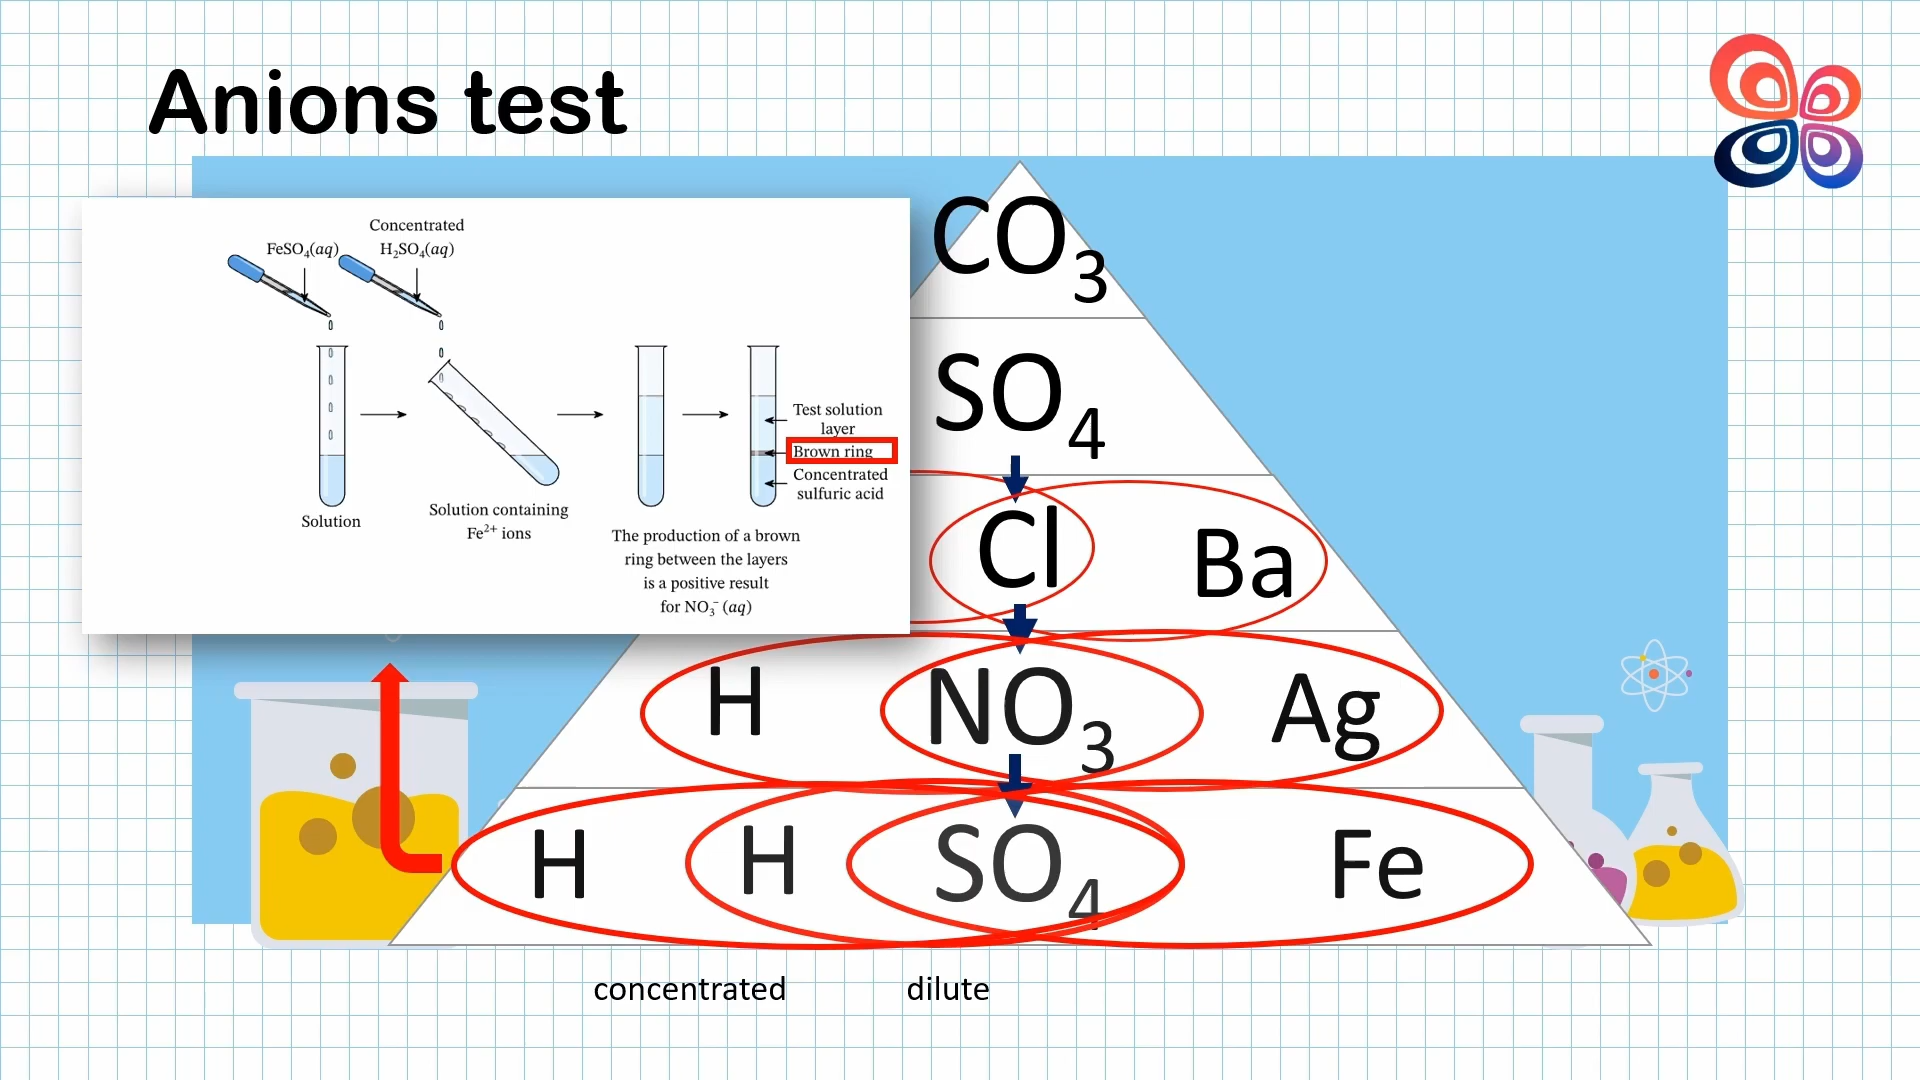 Anions test
Concentrated
FeSO₄(aq) H₂SO₄(aq)
Test solution
layer
Brown ring
Concentrated
sulfuric acid
Solution
Solution containing
Fe²⁺ ions
The production of a brown
ring between the layers
is a positive result
for NO₃⁻ (aq)
CO₃
SO₄
Cl Ba
H NO₃ Ag
H H SO₄ Fe
concentrated dilute